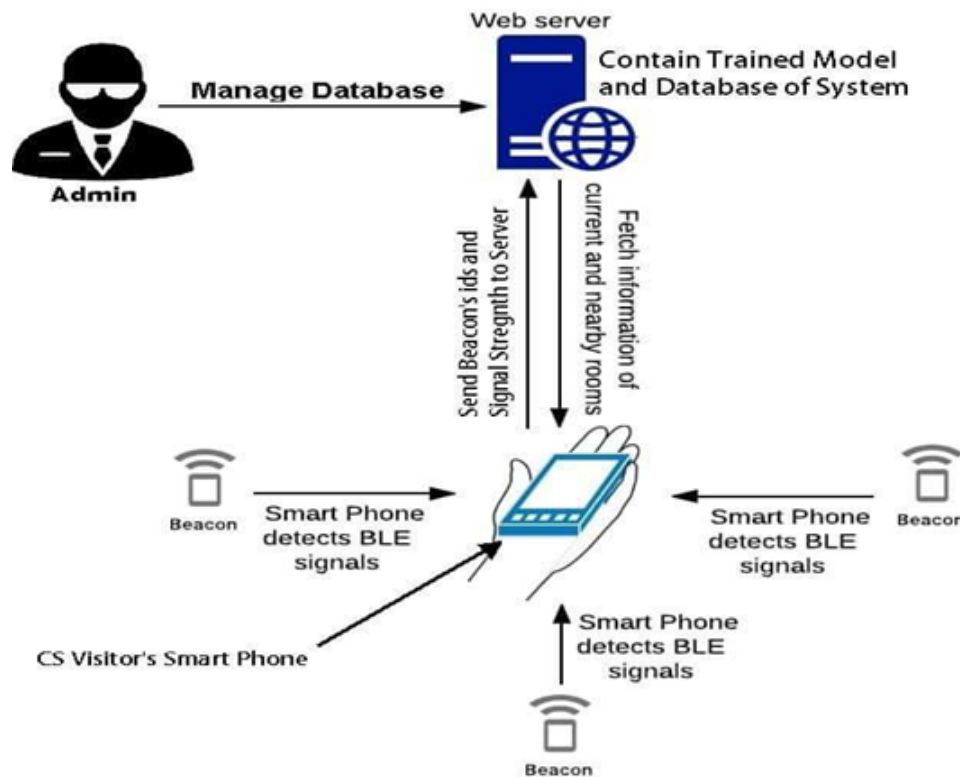 Web server
Contain Trained Model
and Database of System
Manage Database
Admin
Send Beacon's ids and
Signal Stregnth to Server
Fetch information of
current and nearby rooms
Beacon
Smart Phone
detects BLE
signals
Beacon
Smart Phone
detects BLE
signals
CS Visitor's Smart Phone
Smart Phone
detects BLE
signals
Beacon